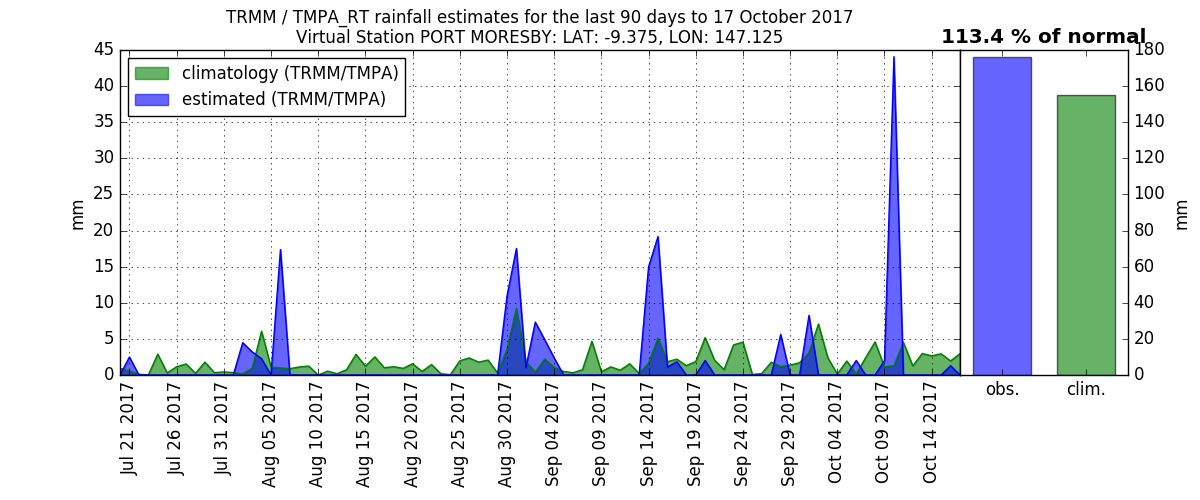 TRMM / TMPA_RT rainfall estimates for the last 90 days to 17 October 2017
Virtual Station PORT MORESBY: LAT: -9.375, LON: 147.125
113.4 % of normal
climatology (TRMM/TMPA)
estimated (TRMM/TMPA)
mm
45
40
35
30
25
20
15
10
5
0
Jul 21 2017
Jul 26 2017
Jul 31 2017
Aug 05 2017
Aug 10 2017
Aug 15 2017
Aug 20 2017
Aug 25 2017
Aug 30 2017
Sep 04 2017
Sep 09 2017
Sep 14 2017
Sep 19 2017
Sep 24 2017
Sep 29 2017
Oct 04 2017
Oct 09 2017
Oct 14 2017
obs.
clim.
180
160
140
120
100
80
60
40
20
0
mm